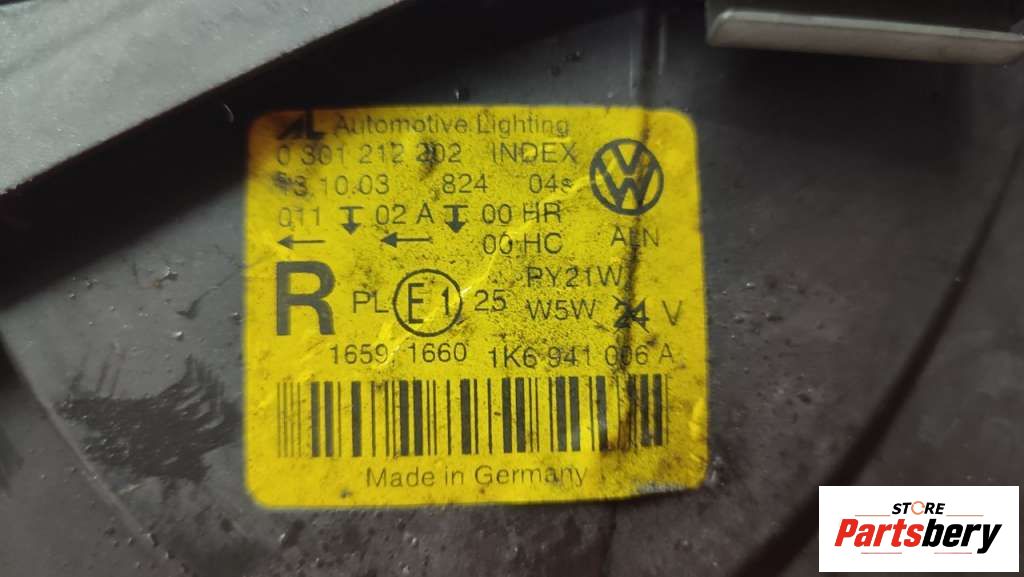 AL Automotive Lighting
0 301 212 202 INDEX
13.10.03 824 04s
011 02 A 00 HR
00 HC ALN
R PL E1 25 PY21W
W5W 24 V
1659 1660 1K6 941 006 A
Made in Germany
STORE
Partsbery